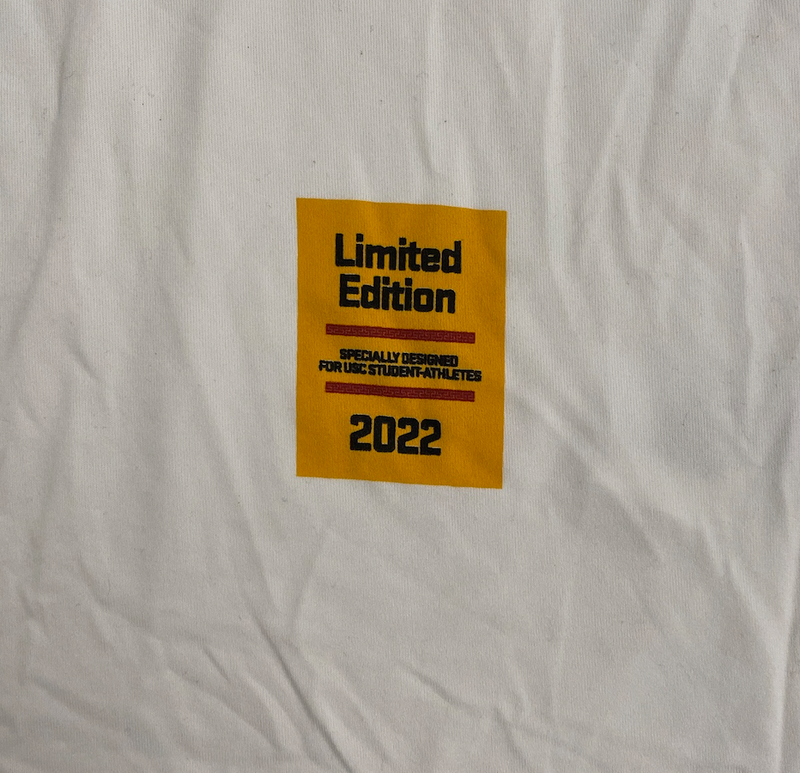 Limited
Edition
SPECIALLY DESIGNED
FOR USC STUDENT-ATHLETES
2022